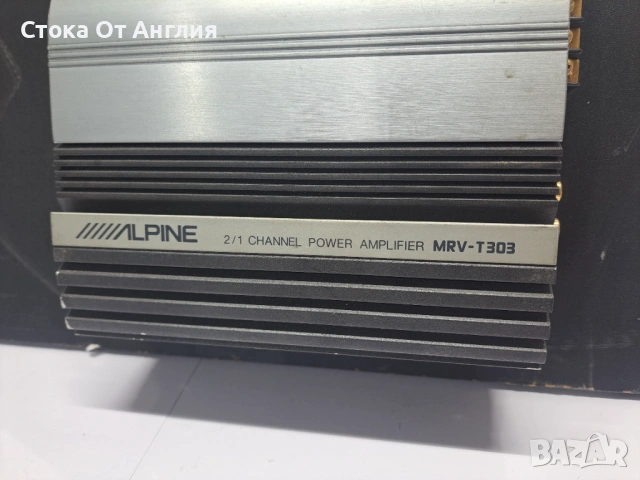 Стока От Англия
/////ALPINE 2/1 CHANNEL POWER AMPLIFIER MRV-T303
BAZAR